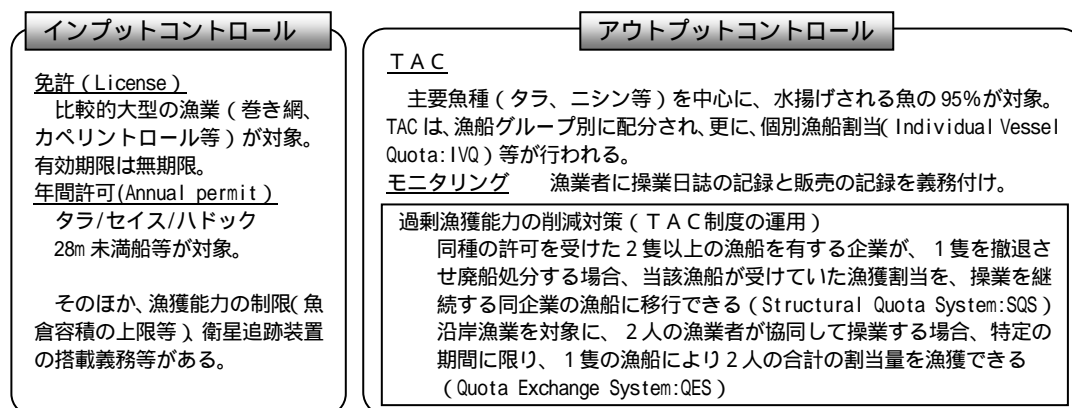 インプットコントロール
免許(License)
比較的大型の漁業(巻き網、
カペリントロール等)が対象。
有効期限は無期限。
年間許可(Annual permit)
タラ/セイス/ハドック
28m 未満船等が対象。
そのほか、漁獲能力の制限(魚
倉容積の上限等)、衛星追跡装置
の搭載義務等がある。
アウトプットコントロール
TAC
主要魚種(タラ、ニシン等)を中心に、水揚げされる魚の 95%が対象。
TAC は、漁船グループ別に配分され、更に、個別漁船割当(Individual Vessel
Quota:IVQ)等が行われる。
モニタリング 漁業者に操業日誌の記録と販売の記録を義務付け。
過剰漁獲能力の削減対策(TAC制度の運用)
同種の許可を受けた2隻以上の漁船を有する企業が、1隻を撤退さ
せ廃船処分する場合、当該漁船が受けていた漁獲割当を、操業を継
続する同企業の漁船に移行できる(Structural Quota System:SQS)
沿岸漁業を対象に、2人の漁業者が協同して操業する場合、特定の
期間に限り、1隻の漁船により2人の合計の割当量を漁獲できる
(Quota Exchange System:QES)